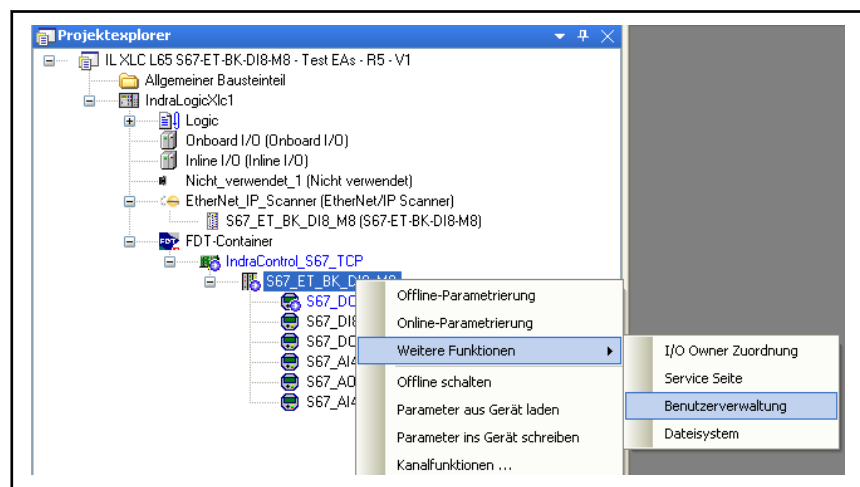 Projektexplorer
IL XLC L65 S67-ET-BK-DI8-M8 - Test EAs - R5 - V1
Allgemeiner Bausteinteil
IndraLogicXlc1
Logic
Onboard I/O (Onboard I/O)
Inline I/O (Inline I/O)
Nicht_verwendet_1 (Nicht verwendet)
EtherNet_IP_Scanner (EtherNet/IP Scanner)
S67_ET_BK_DI8_M8 (S67-ET-BK-DI8-M8)
FDT FDT-Container
IndraControl_S67_TCP
S67_ET_BK_DI8_M8
S67_DO
S67_DI8
S67_DO
S67_AI4
S67_AO
S67_AI4
Offline-Parametrierung
Online-Parametrierung
Weitere Funktionen
Offline schalten
Parameter aus Gerät laden
Parameter ins Gerät schreiben
Kanalfunktionen ...
I/O Owner Zuordnung
Service Seite
Benutzerverwaltung
Dateisystem